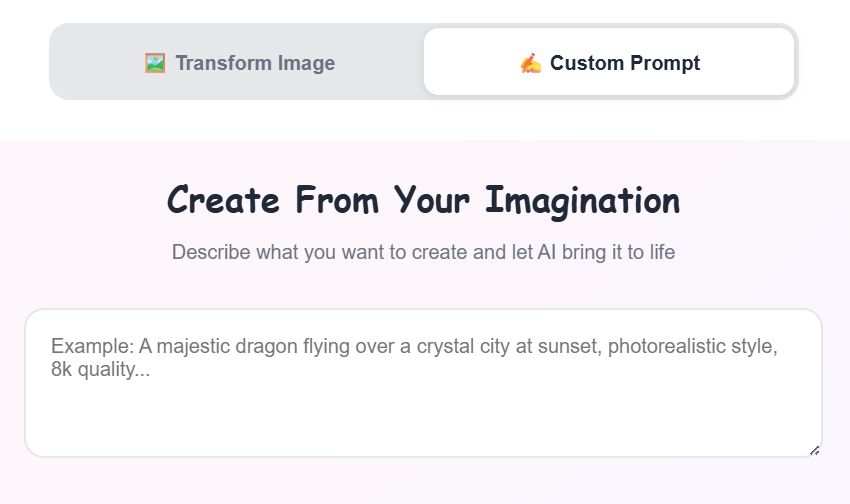 🖼️ Transform Image
✍️ Custom Prompt
Create From Your Imagination
Describe what you want to create and let AI bring it to life
Example: A majestic dragon flying over a crystal city at sunset, photorealistic style,
8k quality...